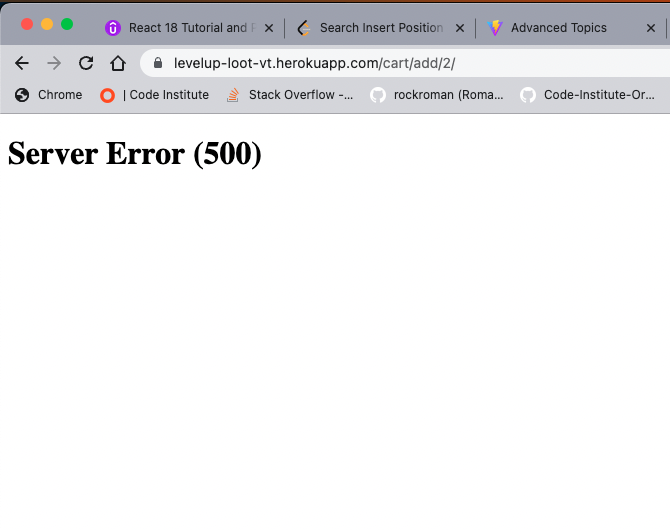 React 18 Tutorial and
Search Insert Position
Advanced Topics
levelup-loot-vt.herokuapp.com/cart/add/2/
Chrome
| Code Institute
Stack Overflow -...
rockroman (Roma...
Code-Institute-Or...
Server Error (500)